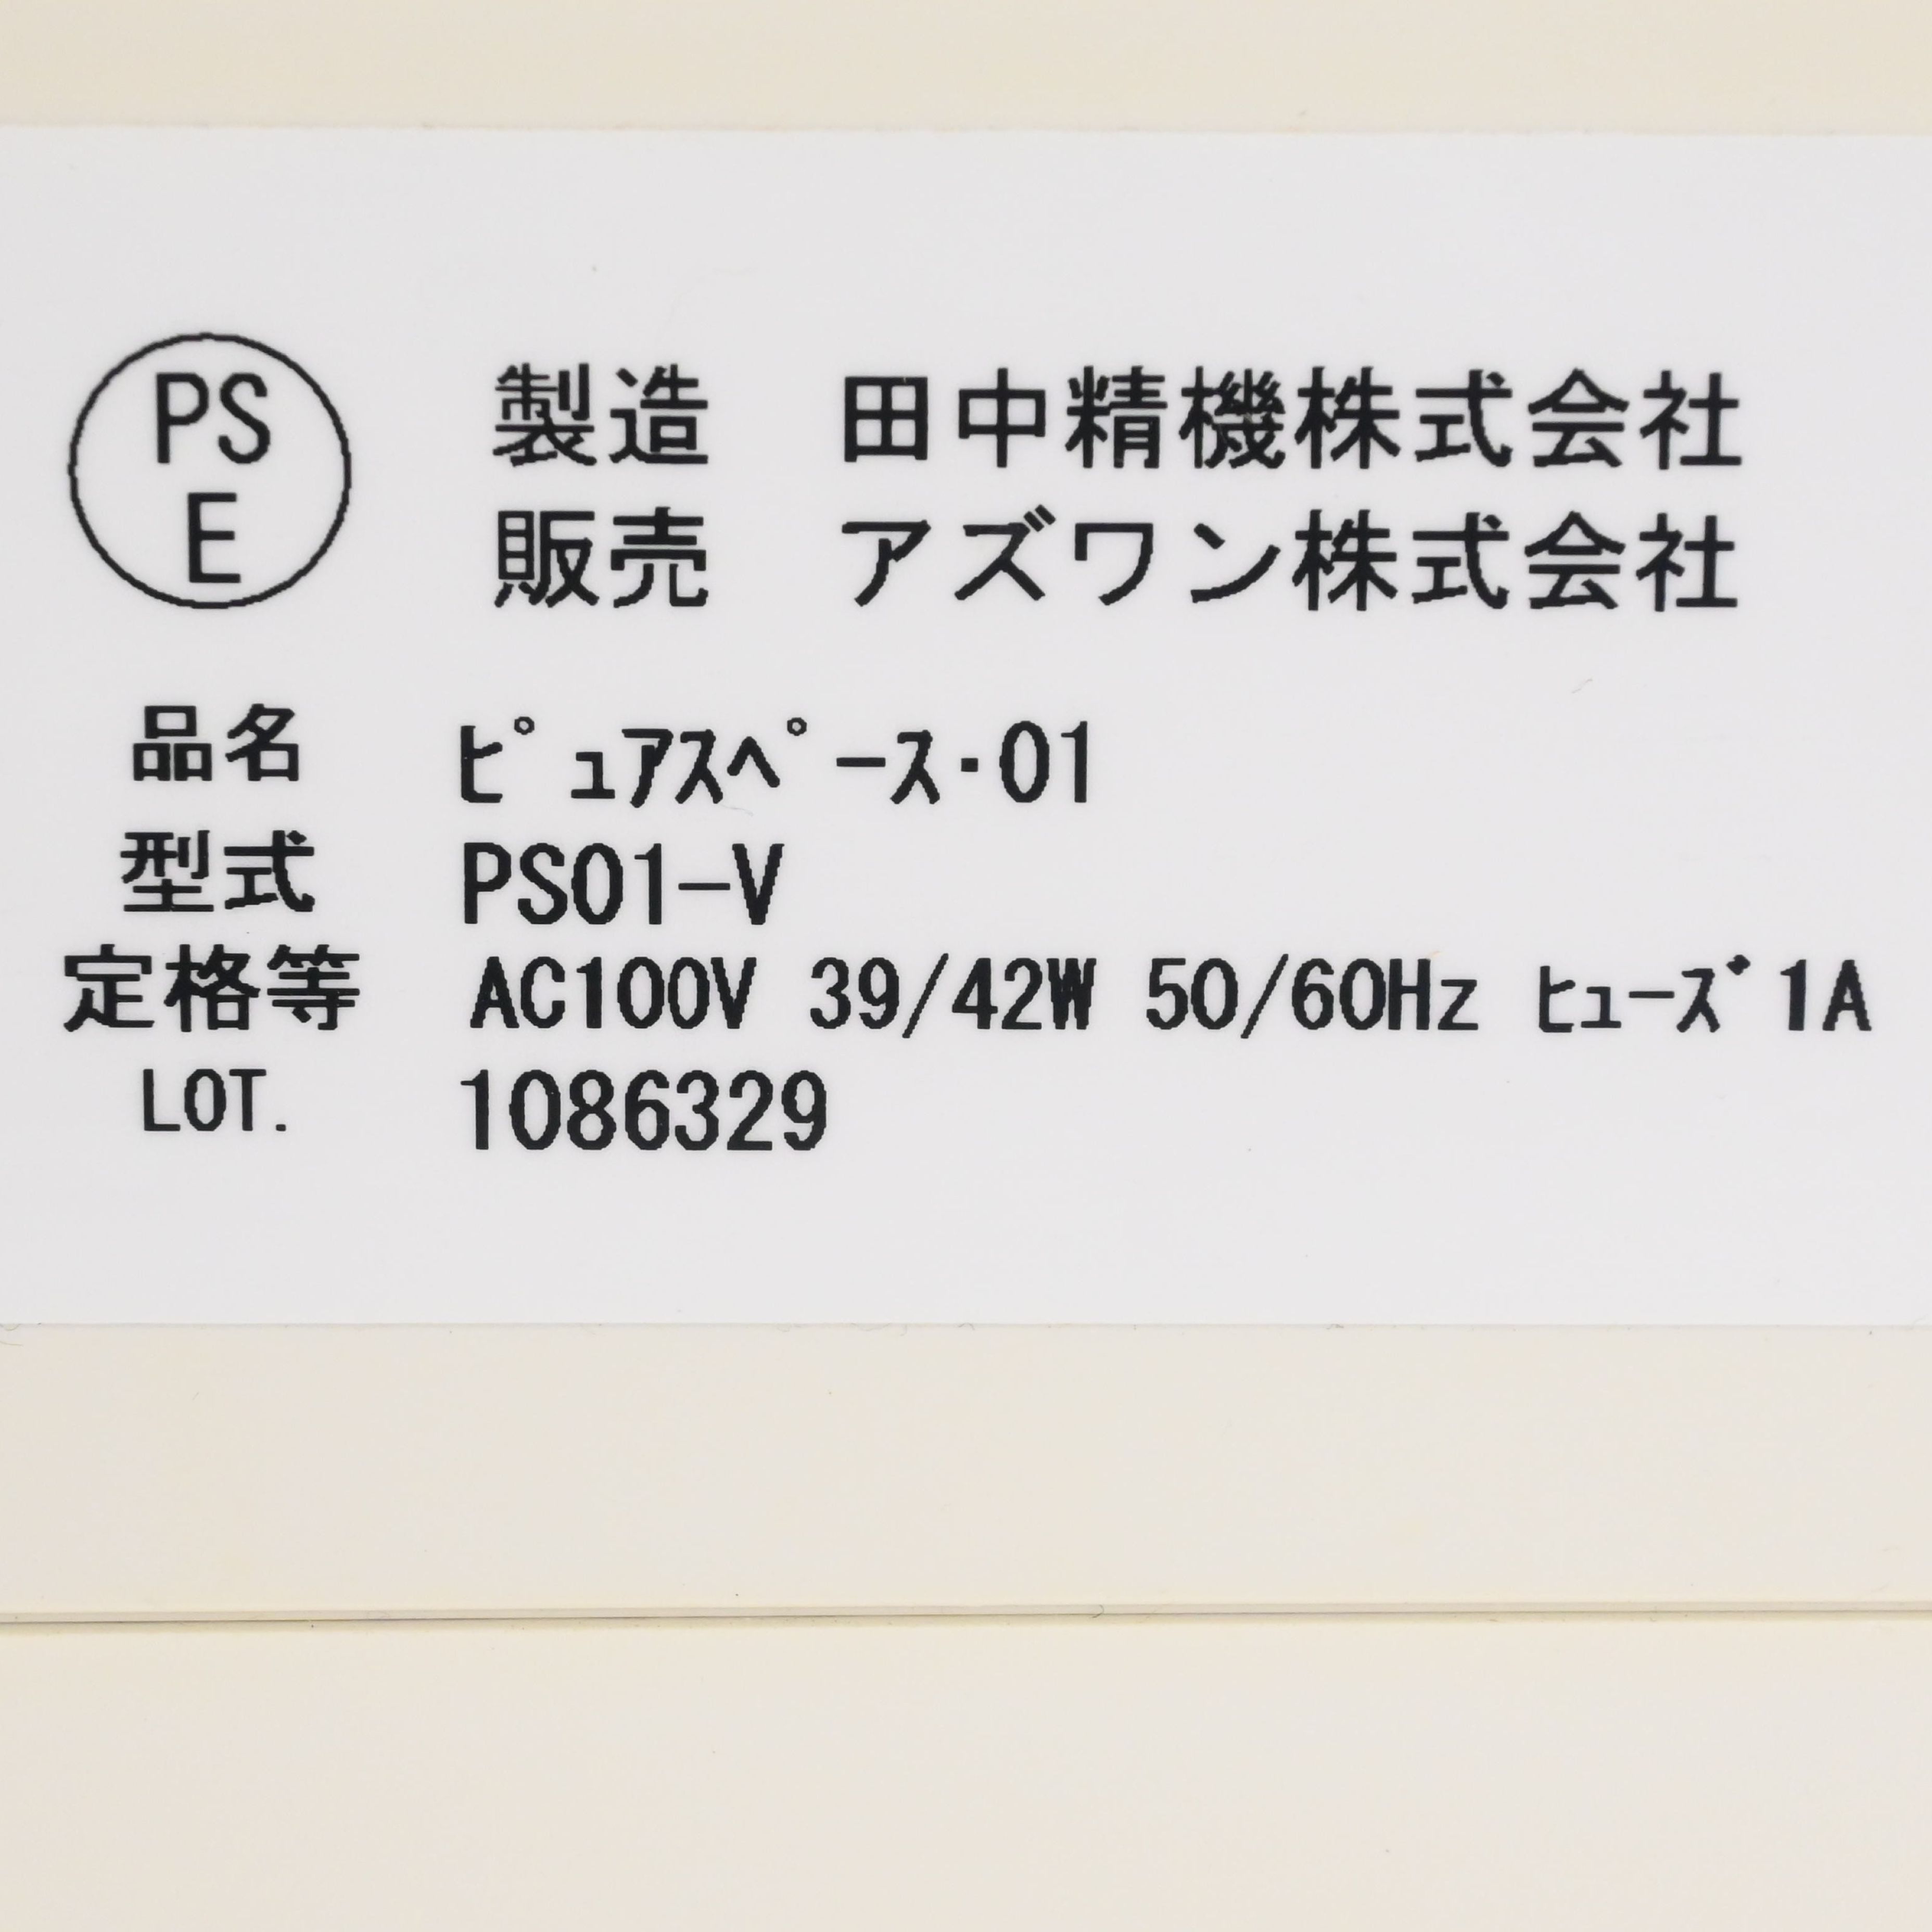 PS
E
製造 田中精機株式会社
販売 アズワン株式会社
品名 ﾋﾟｭｱｽﾍﾟｰｽ・01
型式 PS01-V
定格等 AC100V 39/42W 50/60Hz ﾋｭｰｽﾞ1A
LOT. 1086329